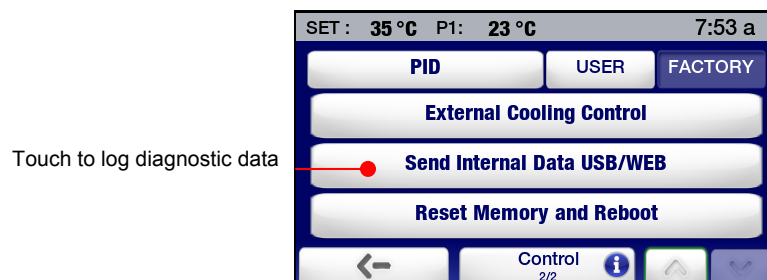 SET : 35 °C P1: 23 °C 7:53 a
PID USER FACTORY
External Cooling Control
Touch to log diagnostic data
Send Internal Data USB/WEB
Reset Memory and Reboot
Control i
2/2